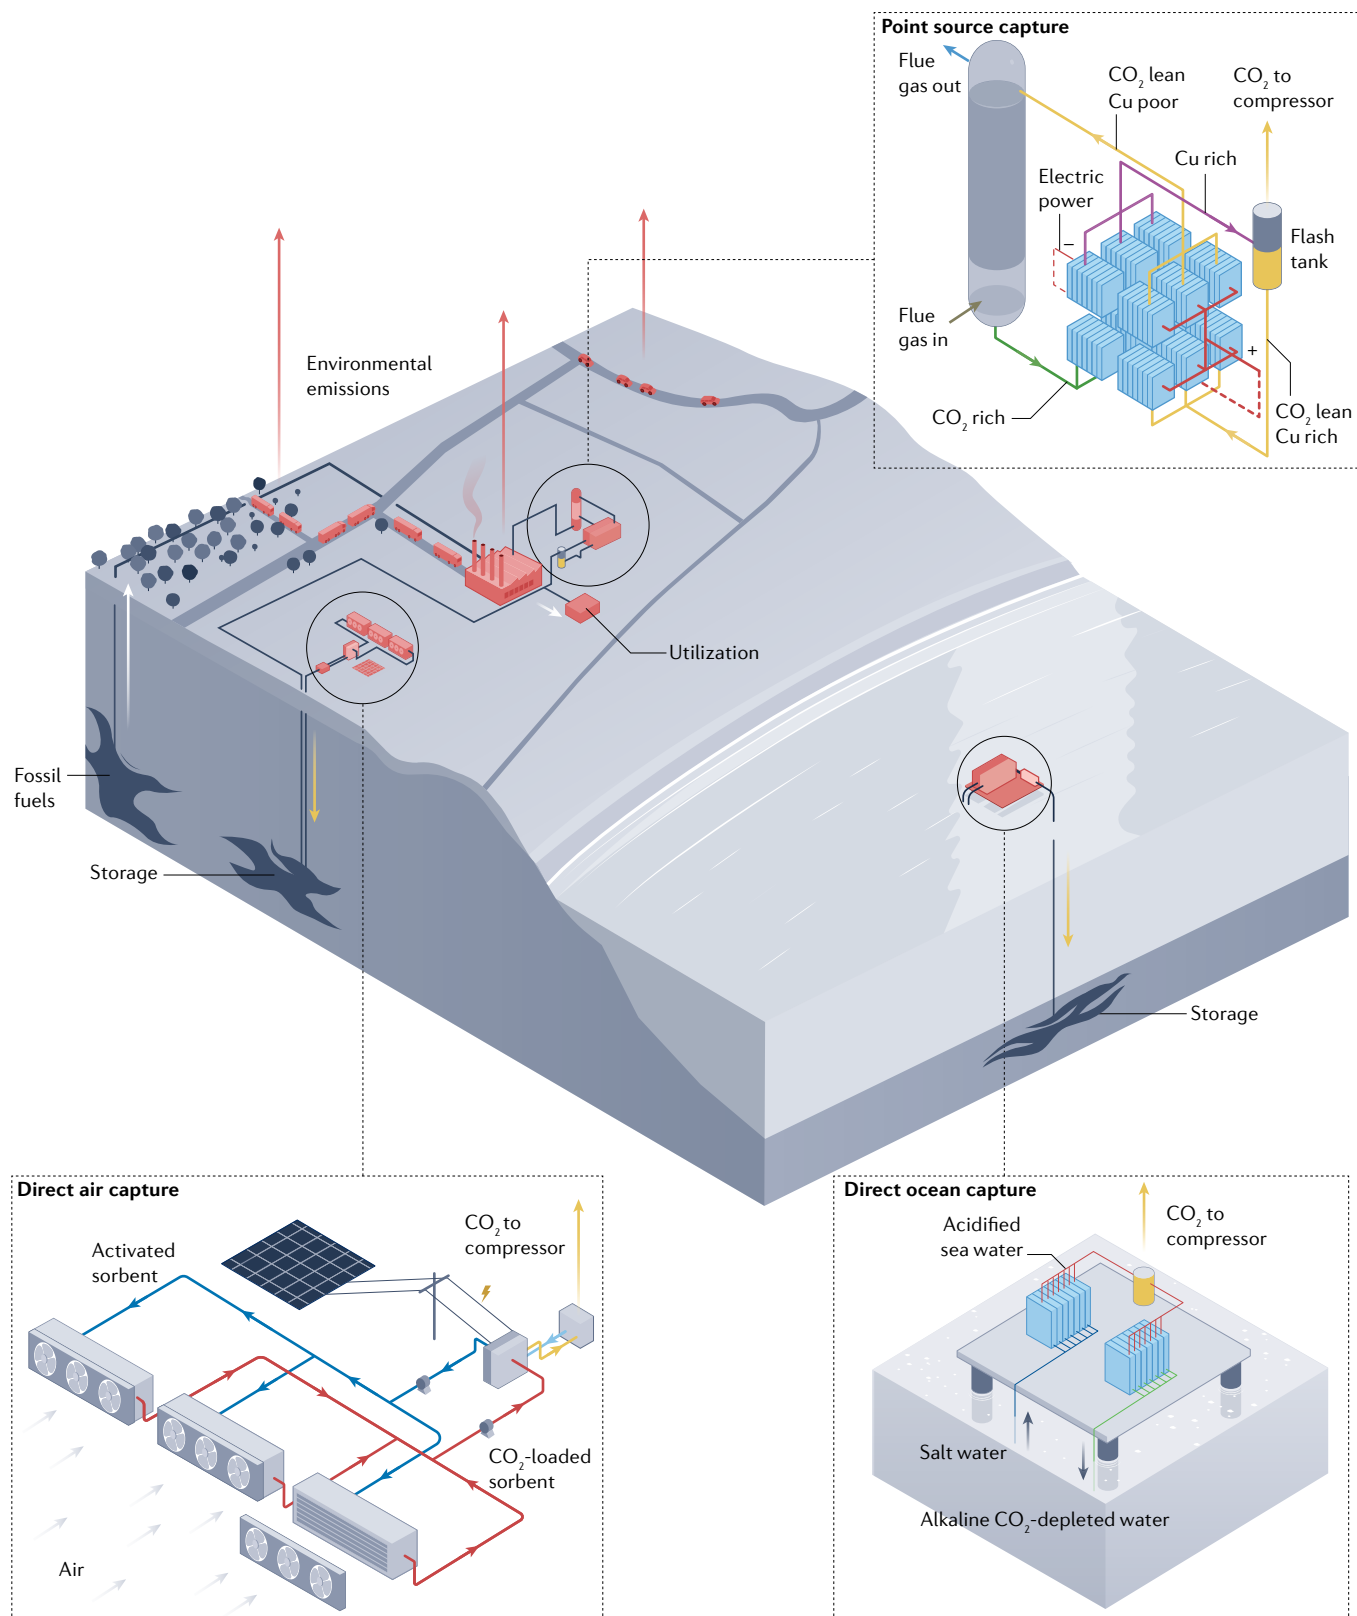 Point source capture
Flue
gas out
CO₂ lean
Cu poor
CO₂ to
compressor
Cu rich
Electric
power
−
Flash
tank
Flue
gas in
+
CO₂ rich
CO₂ lean
Cu rich
Environmental
emissions
Utilization
Fossil
fuels
Storage
Storage
Direct air capture
Activated
sorbent
CO₂ to
compressor
CO₂-loaded
sorbent
Air
Direct ocean capture
Acidified
sea water
CO₂ to
compressor
Salt water
Alkaline CO₂-depleted water